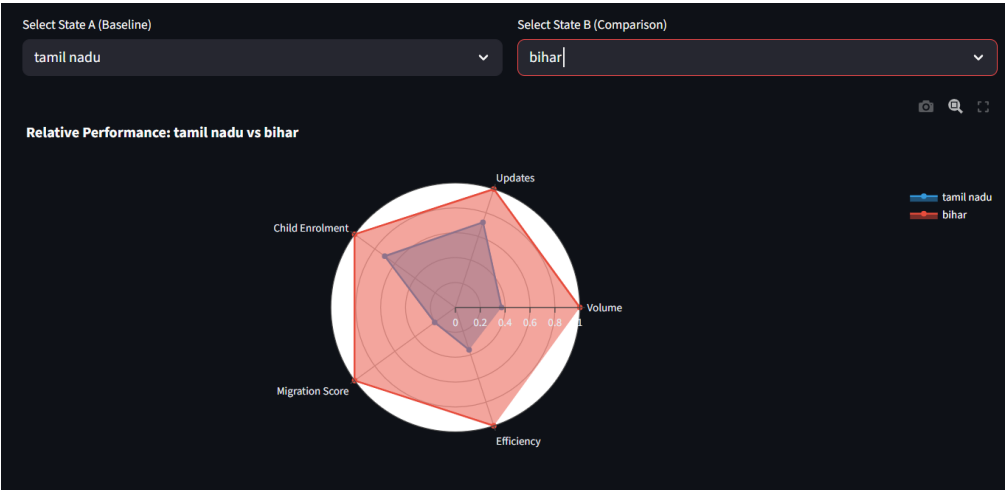 Select State A (Baseline)
Select State B (Comparison)
tamil nadu
bihar
Relative Performance: tamil nadu vs bihar
Updates
tamil nadu
bihar
Child Enrolment
Volume
0 0.2 0.4 0.6 0.8 1
Migration Score
Efficiency